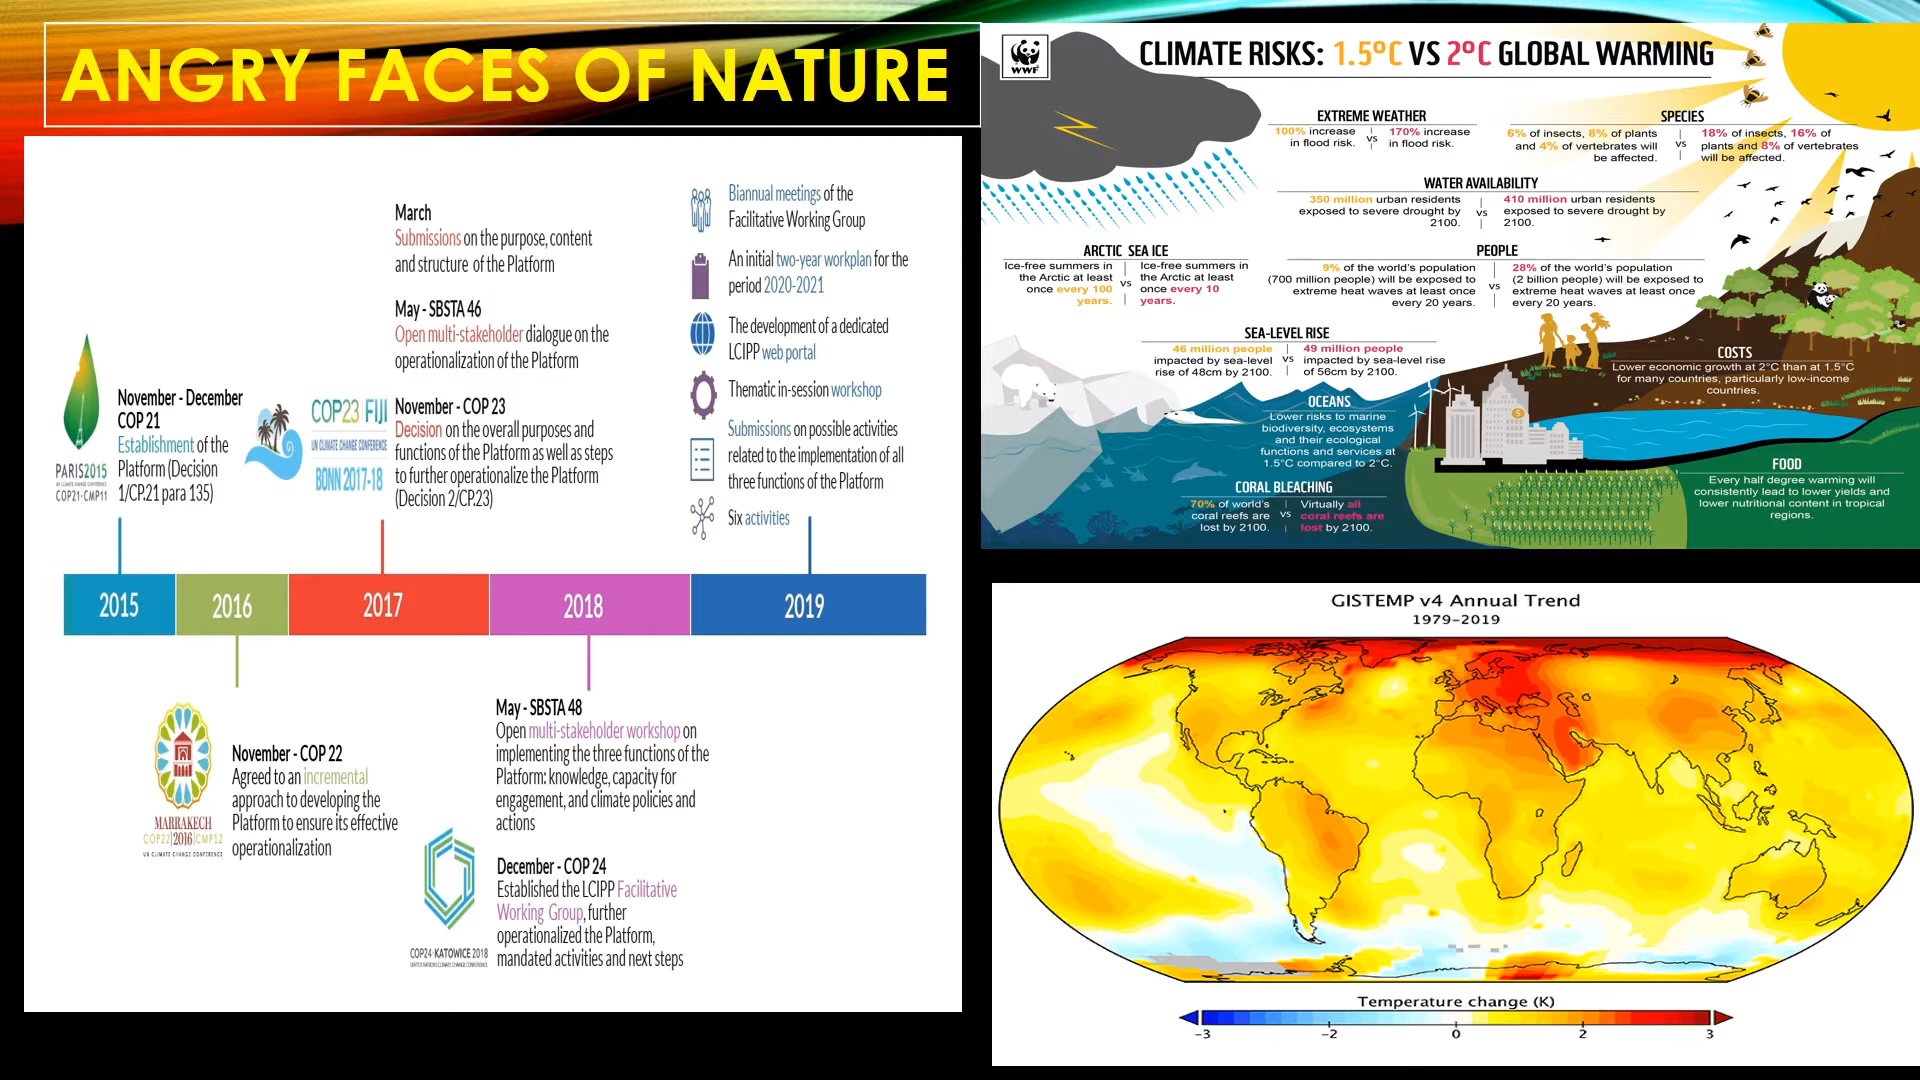 ANGRY FACES OF NATURE
March
Submissions on the purpose, content
and structure of the Platform
May - SBSTA 46
Open multi-stakeholder dialogue on the
operationalization of the Platform
November - COP 23
Decision on the overall purposes and
functions of the Platform as well as steps
to further operationalize the Platform
(Decision 2/CP.23)
Biannual meetings of the
Facilitative Working Group
An initial two-year workplan for the
period 2020-2021
The development of a dedicated
LCIPP web portal
Thematic in-session workshop
Submissions on possible activities
related to the implementation of all
three functions of the Platform
Six activities
PARIS2015
UN CLIMATE CHANGE CONFERENCE
COP21·CMP11
November - December
COP 21
Establishment of the
Platform (Decision
1/CP.21 para 135)
COP23 FIJI
UN CLIMATE CHANGE CONFERENCE
BONN 2017-18
2015
2016
2017
2018
2019
MARRAKECH
COP22|2016|CMP12
UN CLIMATE CHANGE CONFERENCE
November - COP 22
Agreed to an incremental
approach to developing the
Platform to ensure its effective
operationalization
May - SBSTA 48
Open multi-stakeholder workshop on
implementing the three functions of the
Platform: knowledge, capacity for
engagement, and climate policies and
actions
COP24·KATOWICE 2018
UNITED NATIONS CLIMATE CHANGE CONFERENCE
December - COP 24
Established the LCIPP Facilitative
Working Group, further
operationalized the Platform,
mandated activities and next steps
WWF
CLIMATE RISKS: 1.5°C VS 2°C GLOBAL WARMING
EXTREME WEATHER
100% increase
in flood risk.
vs
170% increase
in flood risk.
SPECIES
6% of insects, 8% of plants
and 4% of vertebrates will
be affected.
vs
18% of insects, 16% of
plants and 8% of vertebrates
will be affected.
WATER AVAILABILITY
350 million urban residents
exposed to severe drought by
2100.
vs
410 million urban residents
exposed to severe drought by
2100.
ARCTIC SEA ICE
Ice-free summers in
the Arctic at least
once every 100
years.
vs
Ice-free summers in
the Arctic at least
once every 10
years.
PEOPLE
9% of the world's population
(700 million people) will be exposed to
extreme heat waves at least once
every 20 years.
vs
28% of the world's population
(2 billion people) will be exposed to
extreme heat waves at least once
every 20 years.
SEA-LEVEL RISE
46 million people
impacted by sea-level
rise of 48cm by 2100.
vs
49 million people
impacted by sea-level rise
of 56cm by 2100.
COSTS
Lower economic growth at 2°C than at 1.5°C
for many countries, particularly low-income
countries.
OCEANS
Lower risks to marine
biodiversity, ecosystems
and their ecological
functions and services at
1.5°C compared to 2°C.
$
CORAL BLEACHING
70% of world's
coral reefs are
lost by 2100.
vs
Virtually all
coral reefs are
lost by 2100.
FOOD
Every half degree warming will
consistently lead to lower yields and
lower nutritional content in tropical
regions.
GISTEMP v4 Annual Trend
1979-2019
Temperature change (K)
-3 -2 0 2 3